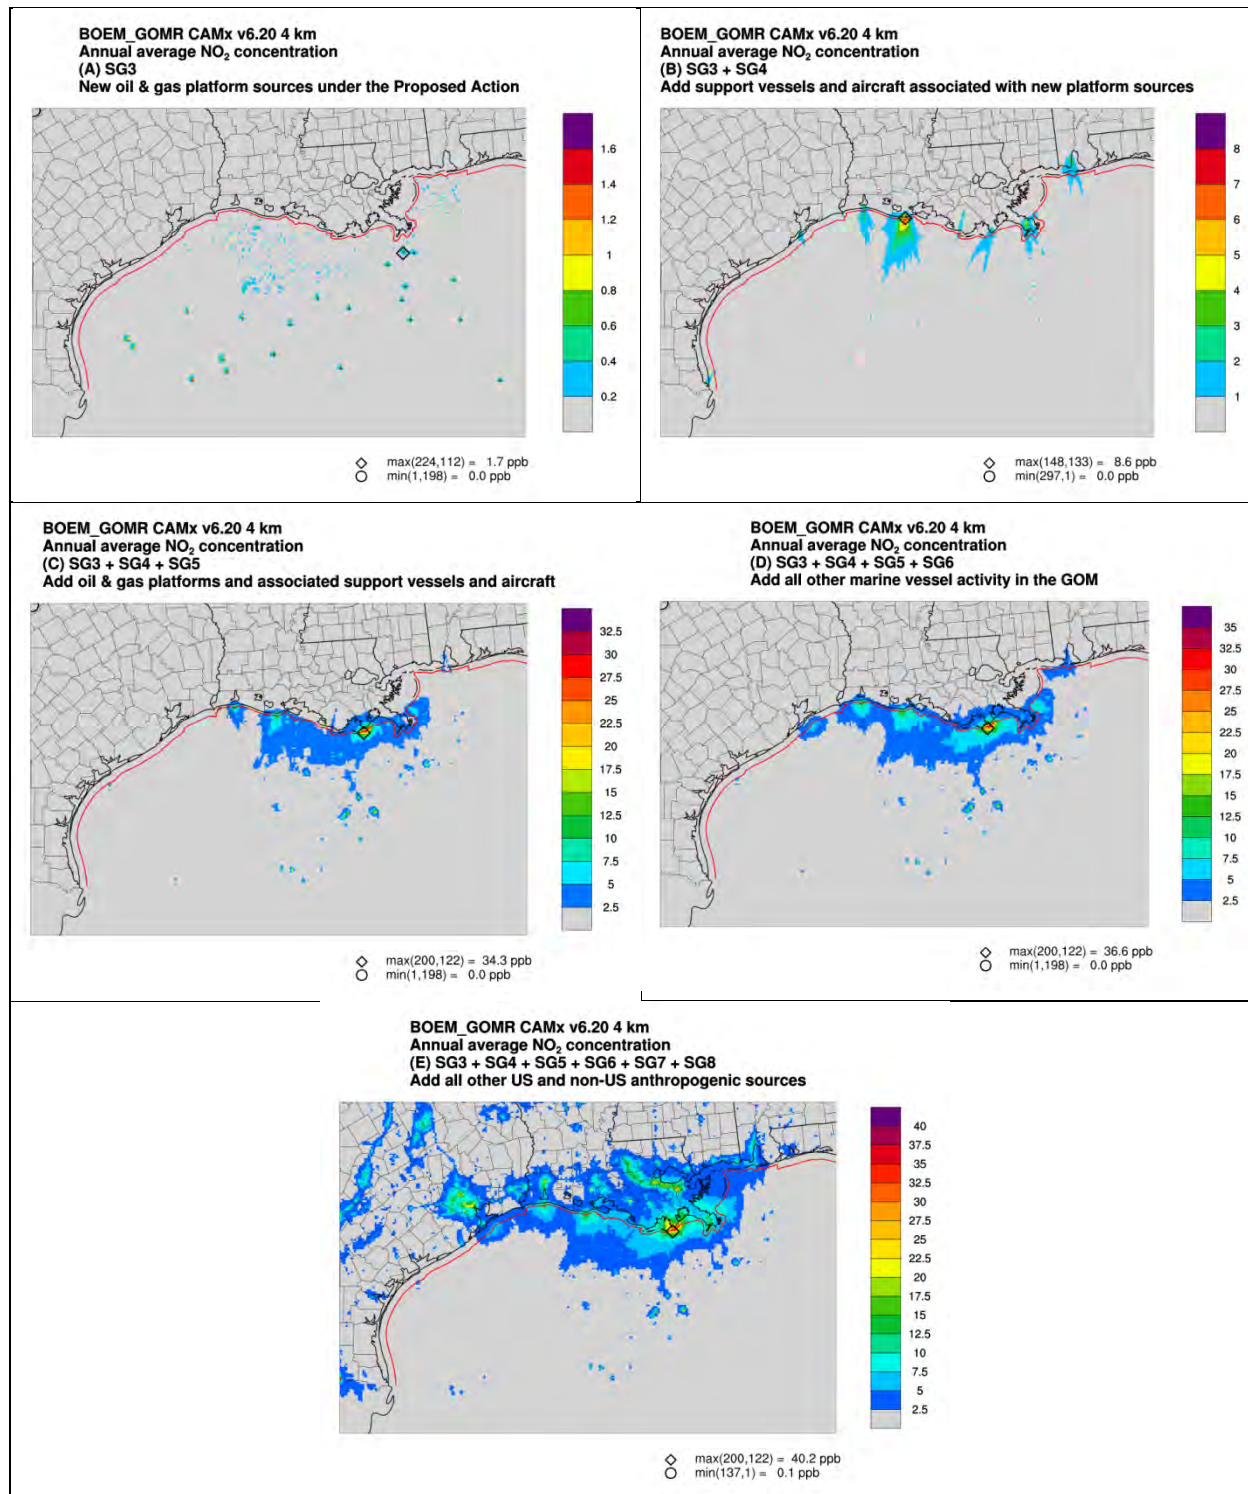 BOEM_GOMR CAMx v6.20 4 km
Annual average NO₂ concentration
(A) SG3
New oil & gas platform sources under the Proposed Action
1.6
1.4
1.2
1
0.8
0.6
0.4
0.2
max(224,112) = 1.7 ppb
min(1,198) = 0.0 ppb
BOEM_GOMR CAMx v6.20 4 km
Annual average NO₂ concentration
(B) SG3 + SG4
Add support vessels and aircraft associated with new platform sources
8
7
6
5
4
3
2
1
max(148,133) = 8.6 ppb
min(297,1) = 0.0 ppb
BOEM_GOMR CAMx v6.20 4 km
Annual average NO₂ concentration
(C) SG3 + SG4 + SG5
Add oil & gas platforms and associated support vessels and aircraft
32.5
30
27.5
25
22.5
20
17.5
15
12.5
10
7.5
5
2.5
max(200,122) = 34.3 ppb
min(1,198) = 0.0 ppb
BOEM_GOMR CAMx v6.20 4 km
Annual average NO₂ concentration
(D) SG3 + SG4 + SG5 + SG6
Add all other marine vessel activity in the GOM
35
32.5
30
27.5
25
22.5
20
17.5
15
12.5
10
7.5
5
2.5
max(200,122) = 36.6 ppb
min(1,198) = 0.0 ppb
BOEM_GOMR CAMx v6.20 4 km
Annual average NO₂ concentration
(E) SG3 + SG4 + SG5 + SG6 + SG7 + SG8
Add all other US and non-US anthropogenic sources
40
37.5
35
32.5
30
27.5
25
22.5
20
17.5
15
12.5
10
7.5
5
2.5
max(200,122) = 40.2 ppb
min(137,1) = 0.1 ppb